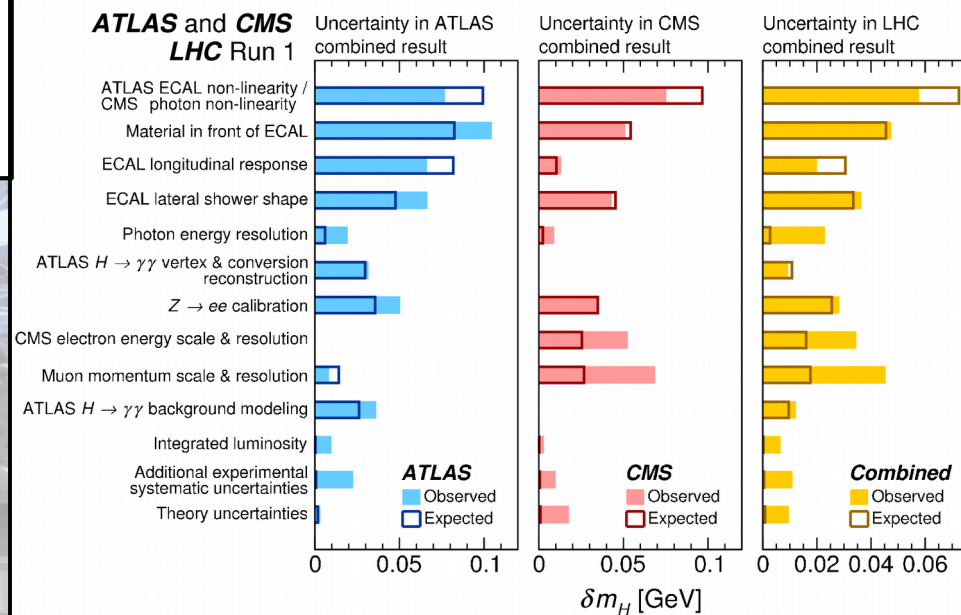 ATLAS and CMS
LHC Run 1
Uncertainty in ATLAS
combined result
Uncertainty in CMS
combined result
Uncertainty in LHC
combined result
ATLAS ECAL non-linearity /
CMS photon non-linearity
Material in front of ECAL
ECAL longitudinal response
ECAL lateral shower shape
Photon energy resolution
ATLAS H → γγ vertex & conversion
reconstruction
Z → ee calibration
CMS electron energy scale & resolution
Muon momentum scale & resolution
ATLAS H → γγ background modeling
Integrated luminosity
Additional experimental
systematic uncertainties
Theory uncertainties
ATLAS
Observed
Expected
CMS
Observed
Expected
Combined
Observed
Expected
0 0.05 0.1
0 0.05 0.1
0 0.02 0.04 0.06
δm_H [GeV]